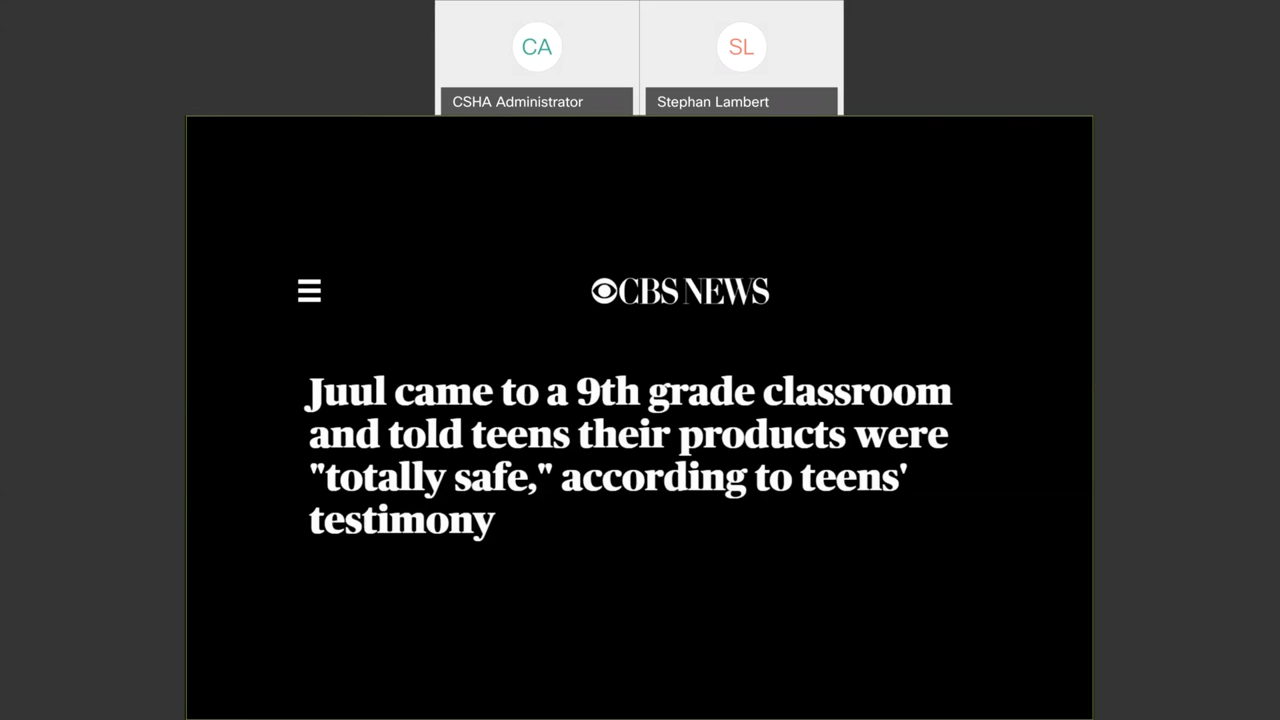 CA
SL
CSHA Administrator
Stephan Lambert
CBS NEWS
Juul came to a 9th grade classroom
and told teens their products were
"totally safe," according to teens'
testimony